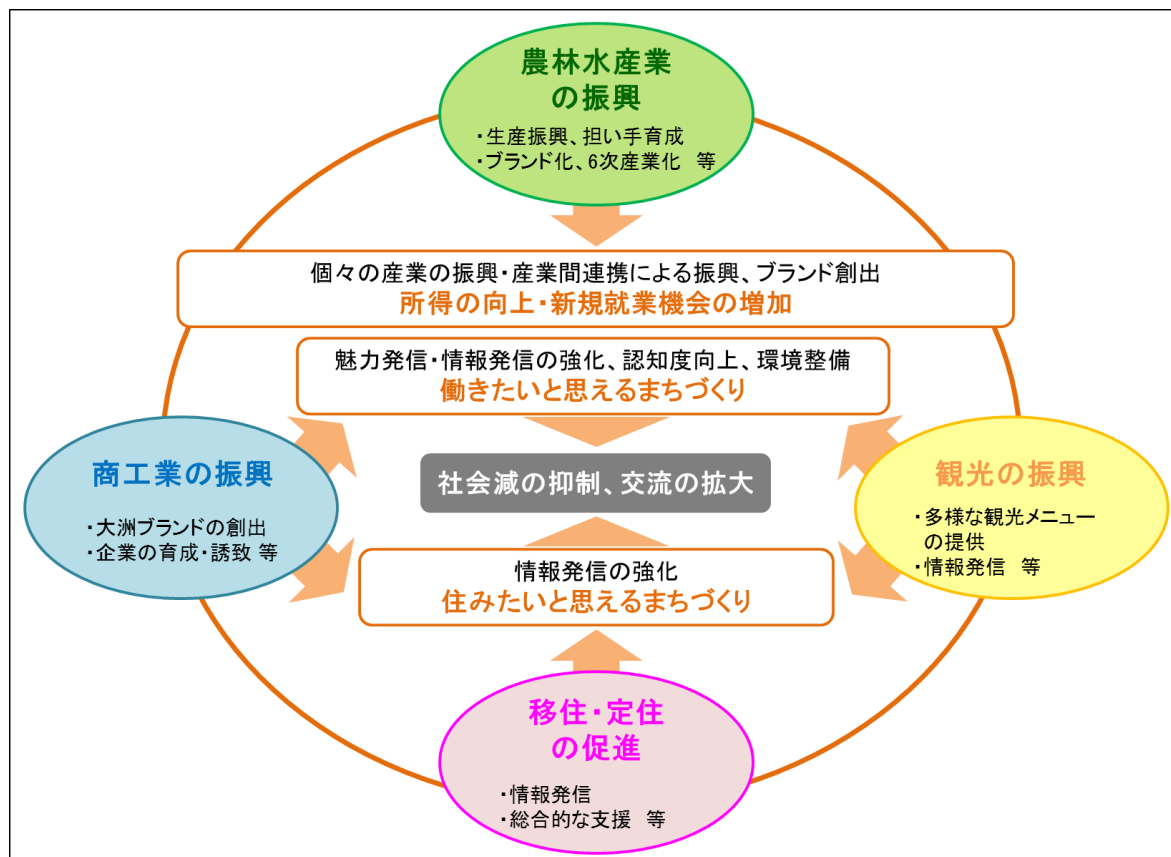 農林水産業
の振興
・生産振興、担い手育成
・ブランド化、6次産業化 等
個々の産業の振興・産業間連携による振興、ブランド創出
所得の向上・新規就業機会の増加
魅力発信・情報発信の強化、認知度向上、環境整備
働きたいと思えるまちづくり
商工業の振興
・大洲ブランドの創出
・企業の育成・誘致 等
社会減の抑制、交流の拡大
観光の振興
・多様な観光メニュー
の提供
・情報発信 等
情報発信の強化
住みたいと思えるまちづくり
移住・定住
の促進
・情報発信
・総合的な支援 等